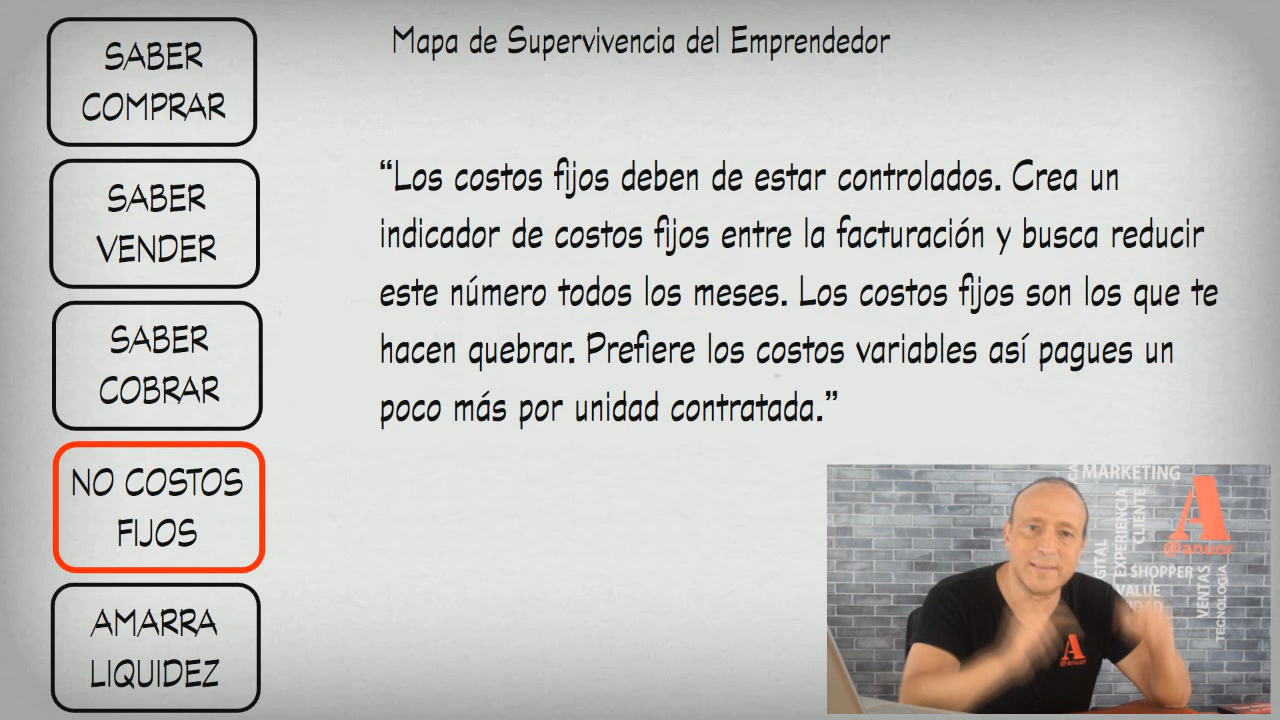 Mapa de Supervivencia del Emprendedor
SABER
COMPRAR
SABER
VENDER
SABER
COBRAR
NO COSTOS
FIJOS
AMARRA
LIQUIDEZ
“Los costos fijos deben de estar controlados. Crea un
indicador de costos fijos entre la facturación y busca reducir
este número todos los meses. Los costos fijos son los que te
hacen quebrar. Prefiere los costos variables así pagues un
poco más por unidad contratada.”
MARKETING
EXPERIENCIA
CLIENTE
A
@anuor
SHOPPER
VALUE
VENTAS
TECNOLOGÍA
A
@anuor